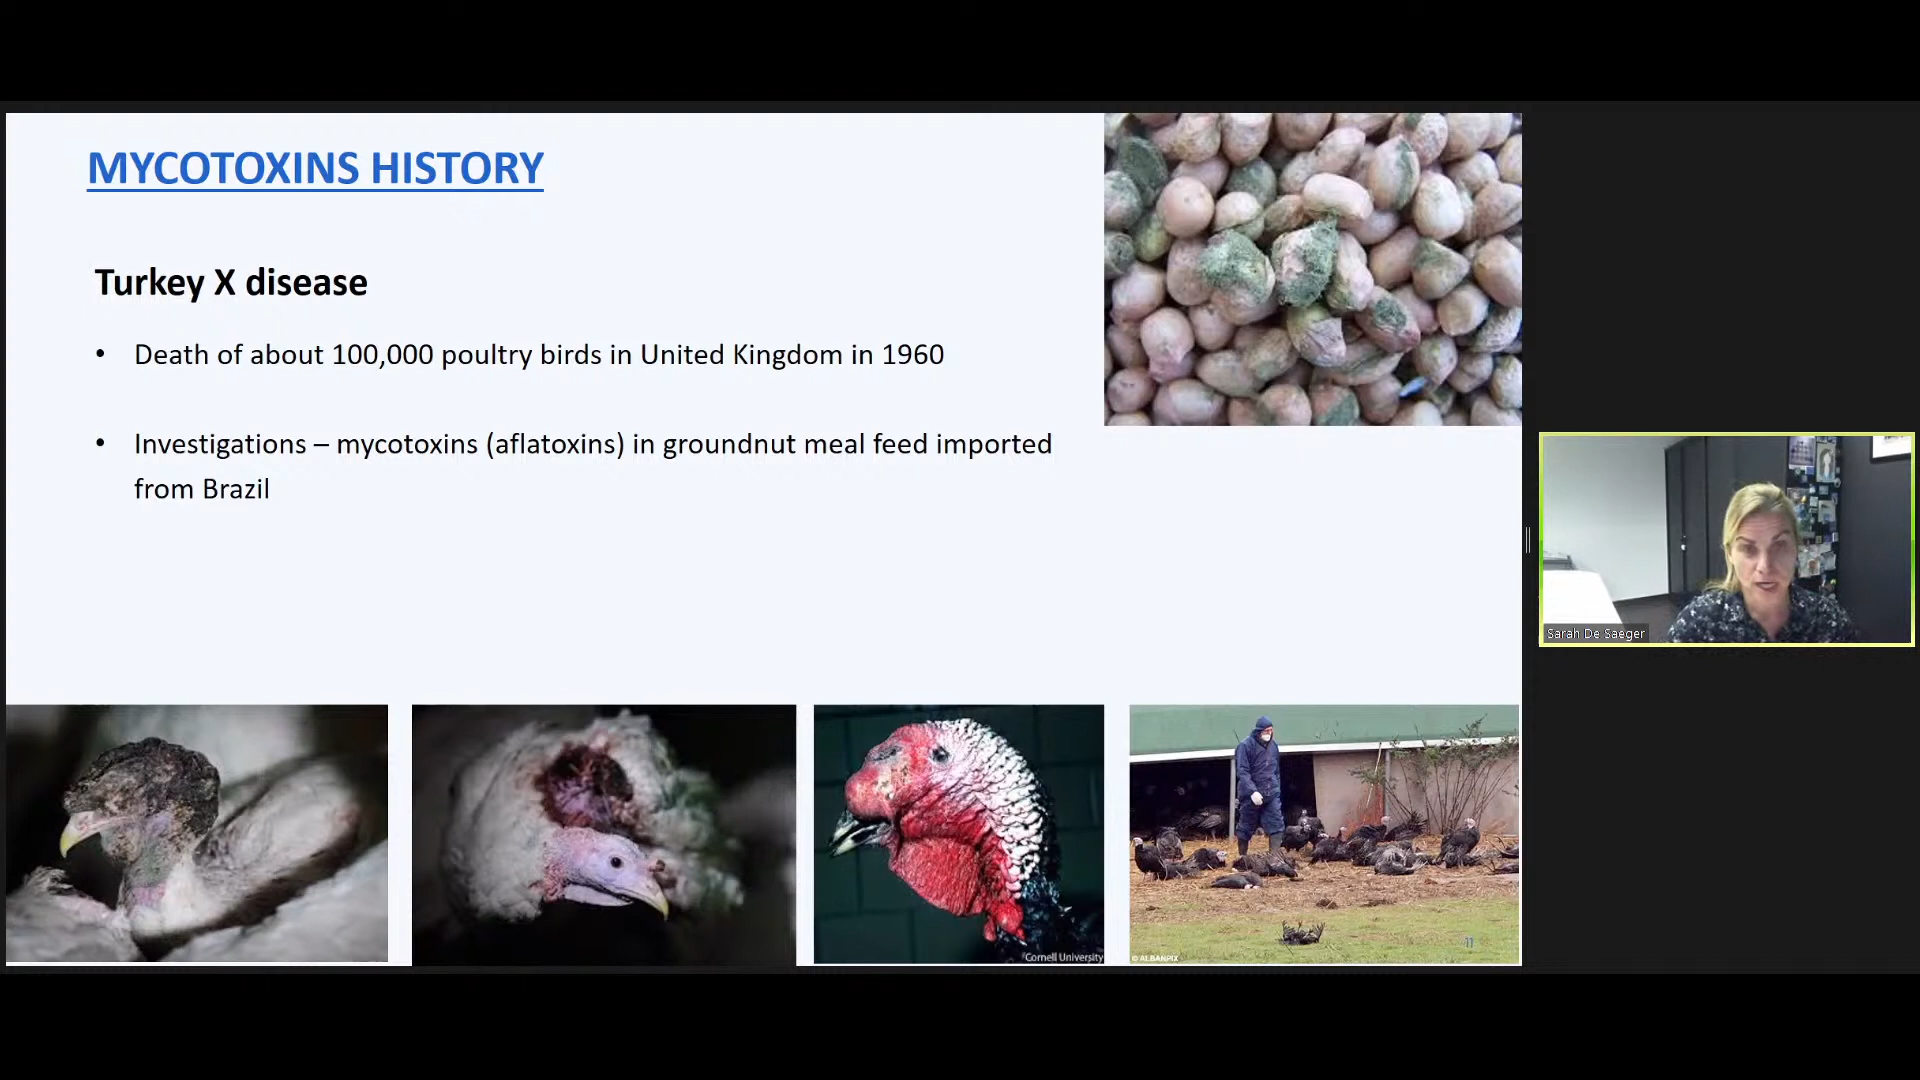 MYCOTOXINS HISTORY
Turkey X disease
• Death of about 100,000 poultry birds in United Kingdom in 1960
• Investigations – mycotoxins (aflatoxins) in groundnut meal feed imported
from Brazil
Sarah De Saeger
Cornell University
© ALBANPIX
11